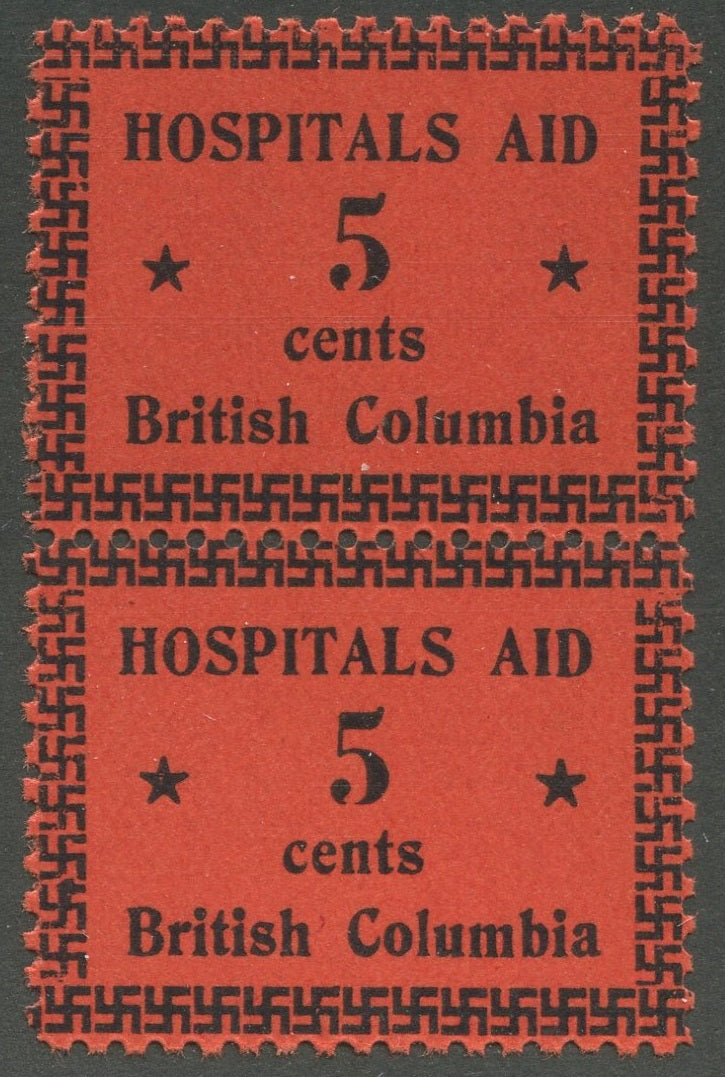 HOSPITALS AID
5
cents
British Columbia
HOSPITALS AID
5
cents
British Columbia